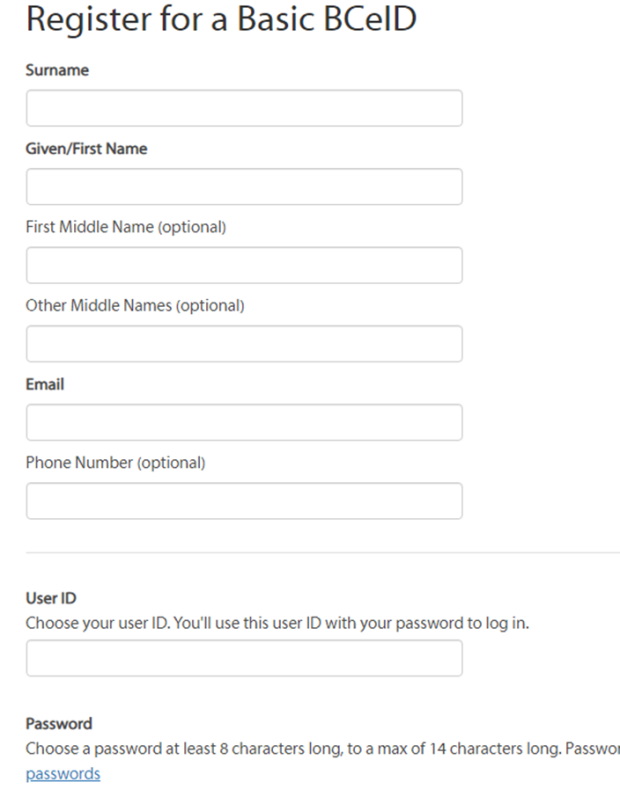 Register for a Basic BCeID
Surname
Given/First Name
First Middle Name (optional)
Other Middle Names (optional)
Email
Phone Number (optional)
User ID
Choose your user ID. You'll use this user ID with your password to log in.
Password
Choose a password at least 8 characters long, to a max of 14 characters long.
passwords